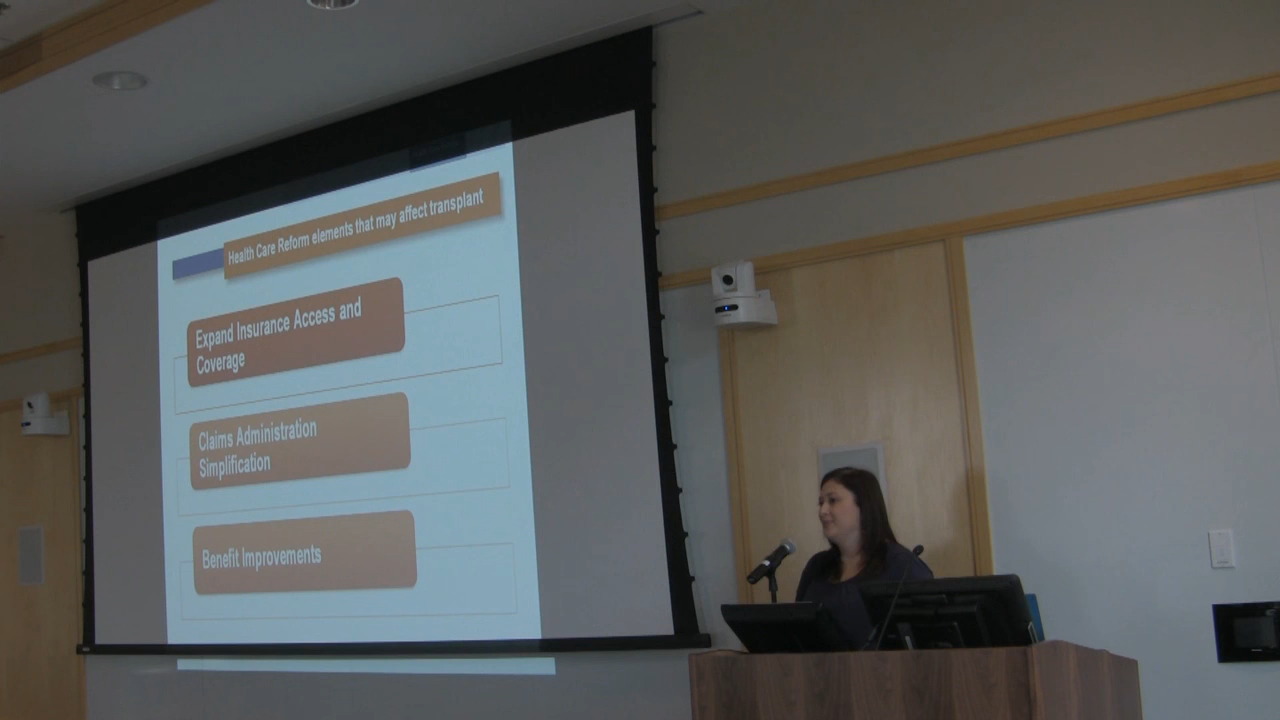 Health Care Reform elements that may affect transplant
Expand Insurance Access and
Coverage
Claims Administration
Simplification
Benefit Improvements